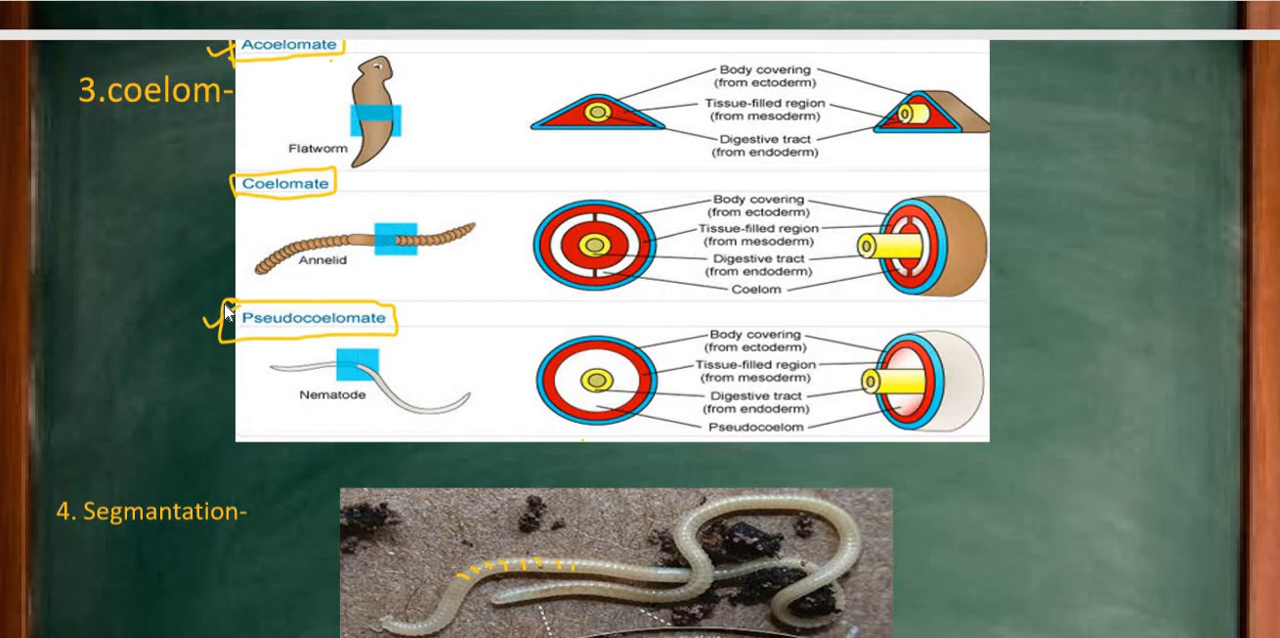 Acoelomate
3.coelom-
Body covering
(from ectoderm)
Tissue-filled region
(from mesoderm)
Digestive tract
(from endoderm)
Flatworm
Coelomate
Body covering
(from ectoderm)
Tissue-filled region
(from mesoderm)
Digestive tract
(from endoderm)
Coelom
Annelid
Pseudocoelomate
Body covering
(from ectoderm)
Tissue-filled region
(from mesoderm)
Digestive tract
(from endoderm)
Pseudocoelom
Nematode
4. Segmantation-